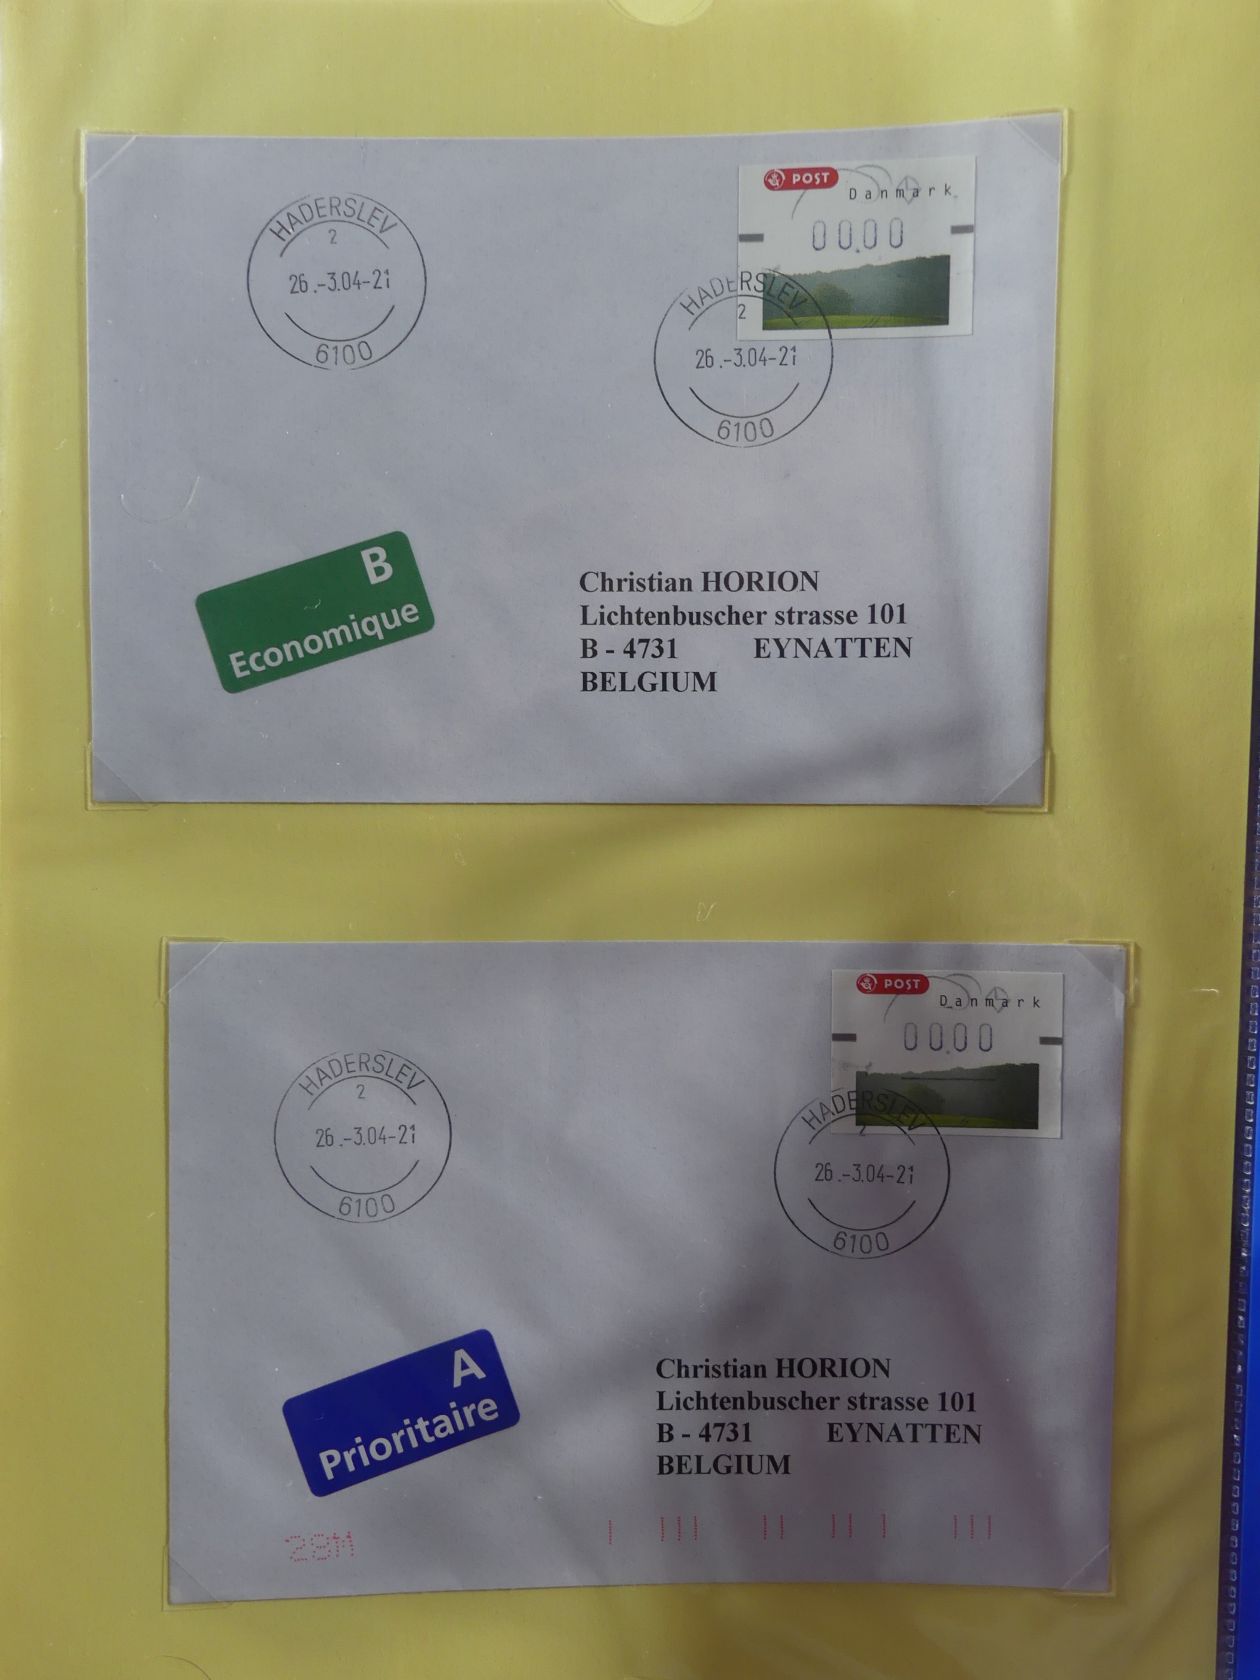 POST
Danmark
00.00
HADERSLEV
2
26.-3.04-21
6100
HADERSLEV
2
26.-3.04-21
6100
B
Economique
Christian HORION
Lichtenbuscher strasse 101
B - 4731 EYNATTEN
BELGIUM
POST
Danmark
00.00
HADERSLEV
2
26.-3.04-21
6100
HADERSLEV
2
26.-3.04-21
6100
A
Prioritaire
Christian HORION
Lichtenbuscher strasse 101
B - 4731 EYNATTEN
BELGIUM
28M